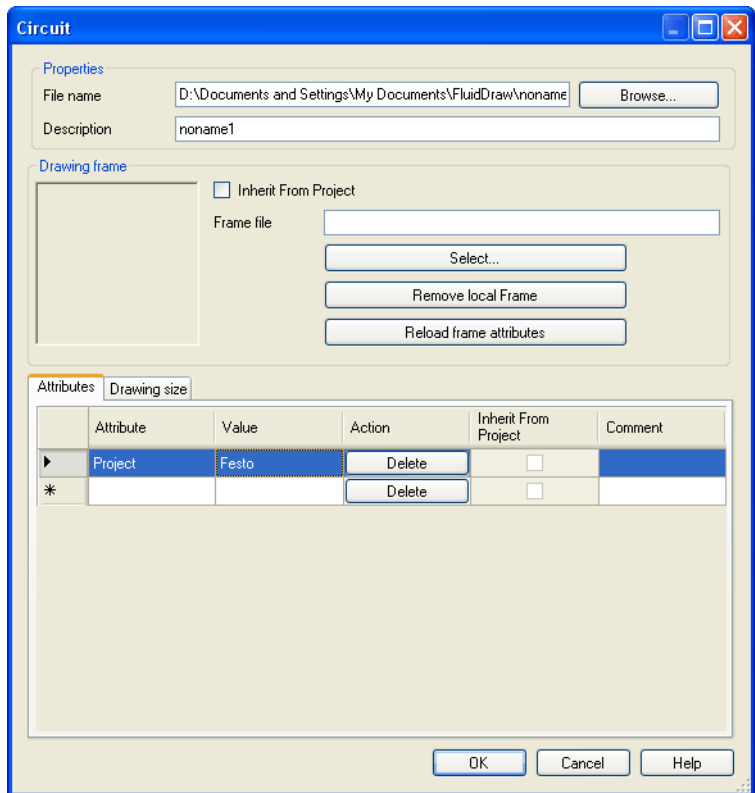 Circuit
Properties
File name D:\Documents and Settings\My Documents\FluidDraw\noname Browse...
Description noname1
Drawing frame
Inherit From Project
Frame file
Select...
Remove local Frame
Reload frame attributes
Attributes Drawing size
Attribute Value Action Inherit From Project Comment
Project Festo Delete
Delete
OK Cancel Help